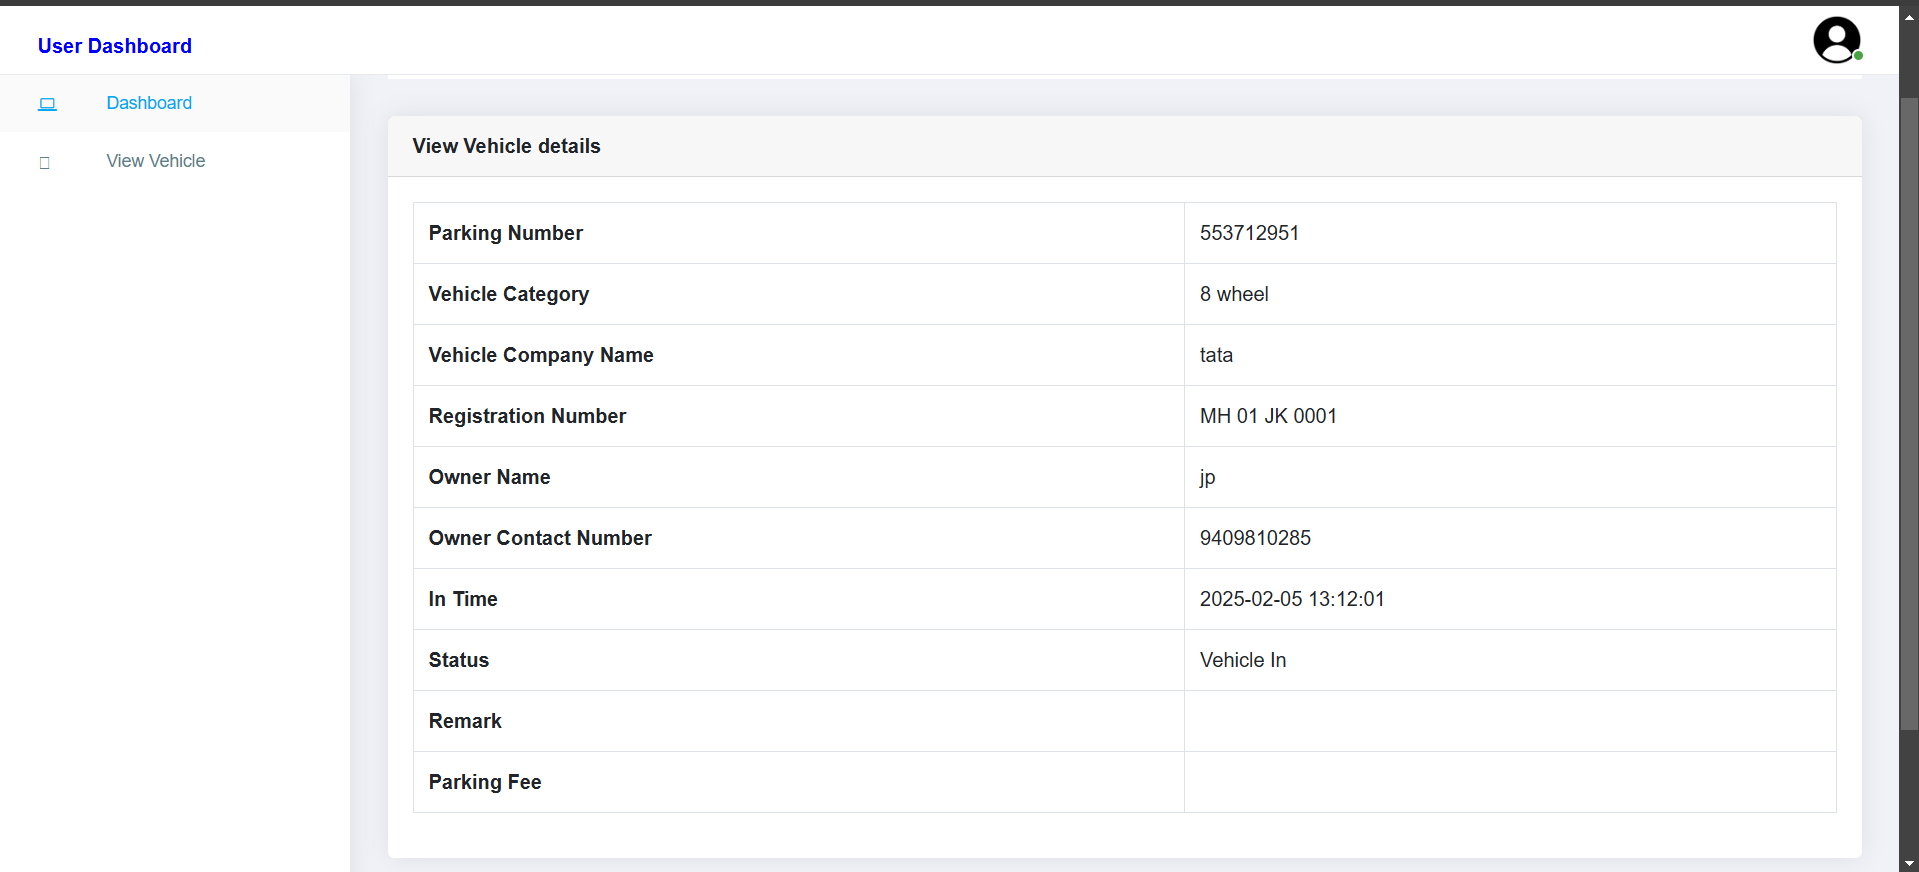 User Dashboard
Dashboard
View Vehicle
View Vehicle details
Parking Number 553712951
Vehicle Category 8 wheel
Vehicle Company Name tata
Registration Number MH 01 JK 0001
Owner Name jp
Owner Contact Number 9409810285
In Time 2025-02-05 13:12:01
Status Vehicle In
Remark
Parking Fee